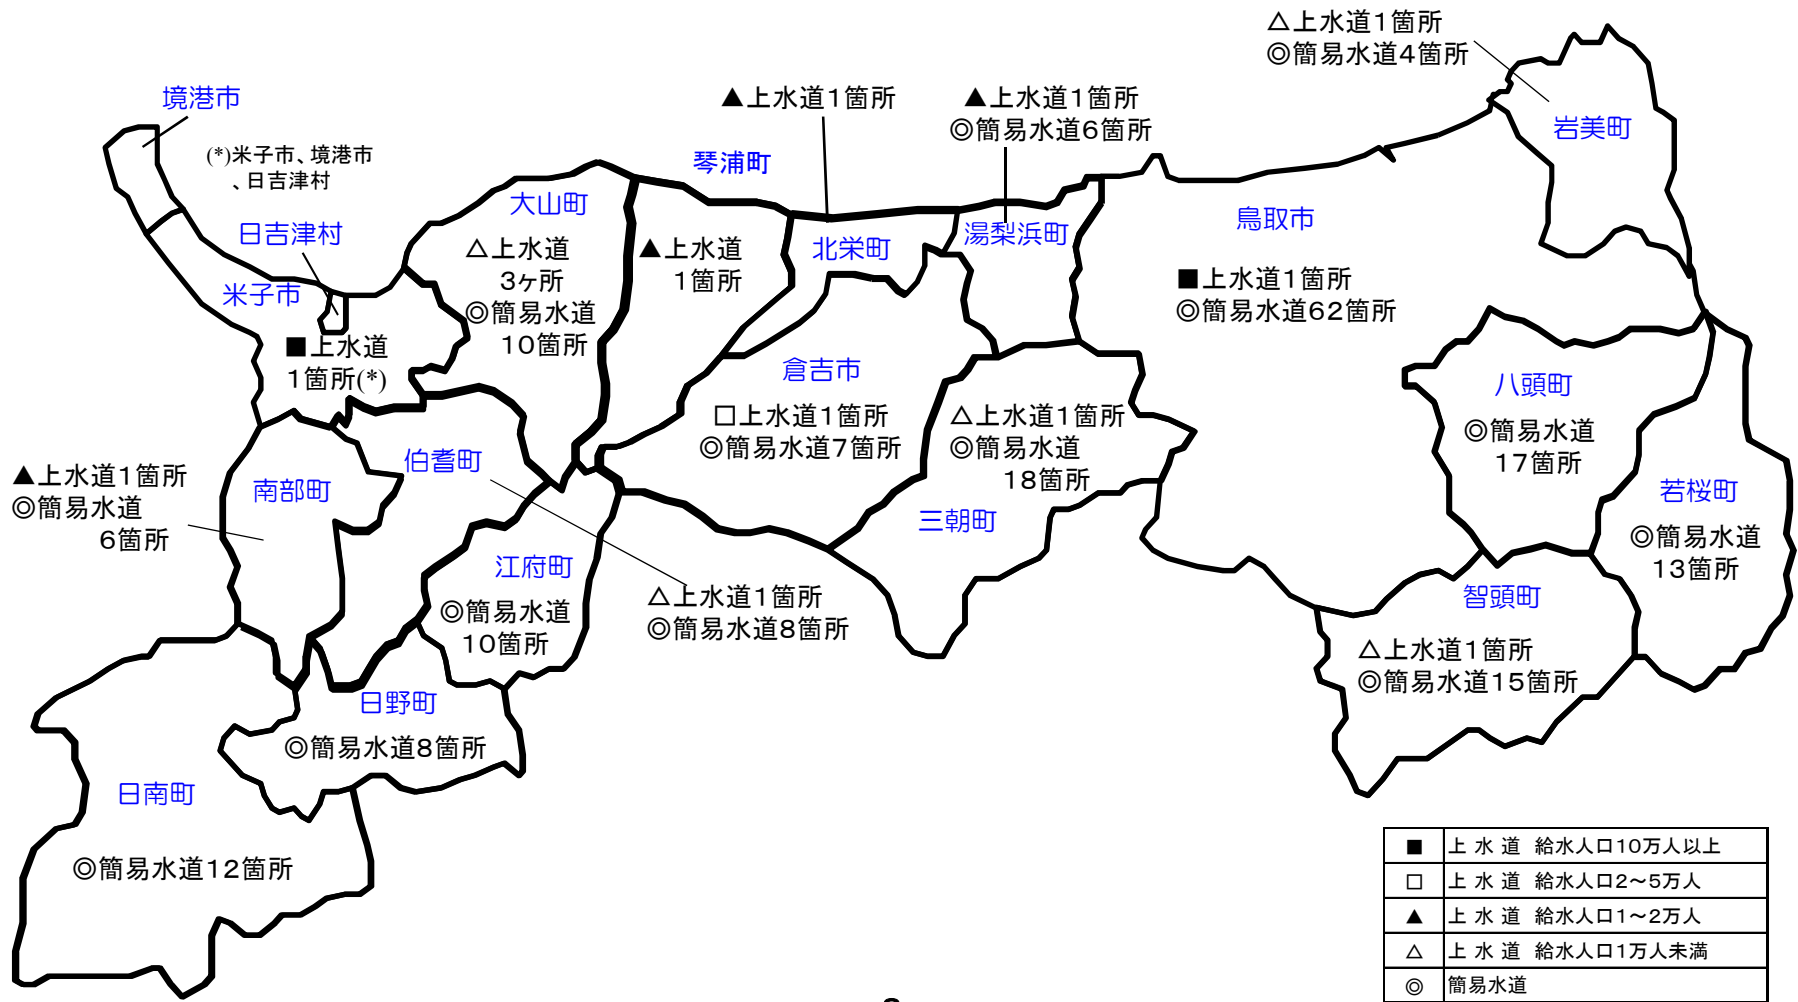 △上水道1箇所
◎簡易水道4箇所
岩美町
境港市
(*)米子市、境港市
、日吉津村
日吉津村
米子市
■上水道
1箇所(*)
大山町
△上水道
3ヶ所
◎簡易水道
10箇所
琴浦町
▲上水道
1箇所
▲上水道1箇所
北栄町
▲上水道1箇所
◎簡易水道6箇所
湯梨浜町
鳥取市
■上水道1箇所
◎簡易水道62箇所
倉吉市
□上水道1箇所
◎簡易水道7箇所
△上水道1箇所
◎簡易水道
18箇所
三朝町
八頭町
◎簡易水道
17箇所
若桜町
◎簡易水道
13箇所
智頭町
△上水道1箇所
◎簡易水道15箇所
▲上水道1箇所
◎簡易水道
6箇所
南部町
伯耆町
△上水道1箇所
◎簡易水道8箇所
江府町
◎簡易水道
10箇所
日野町
◎簡易水道8箇所
日南町
◎簡易水道12箇所
■ 上水道 給水人口10万人以上
□ 上水道 給水人口2～5万人
▲ 上水道 給水人口1～2万人
△ 上水道 給水人口1万人未満
◎ 簡易水道